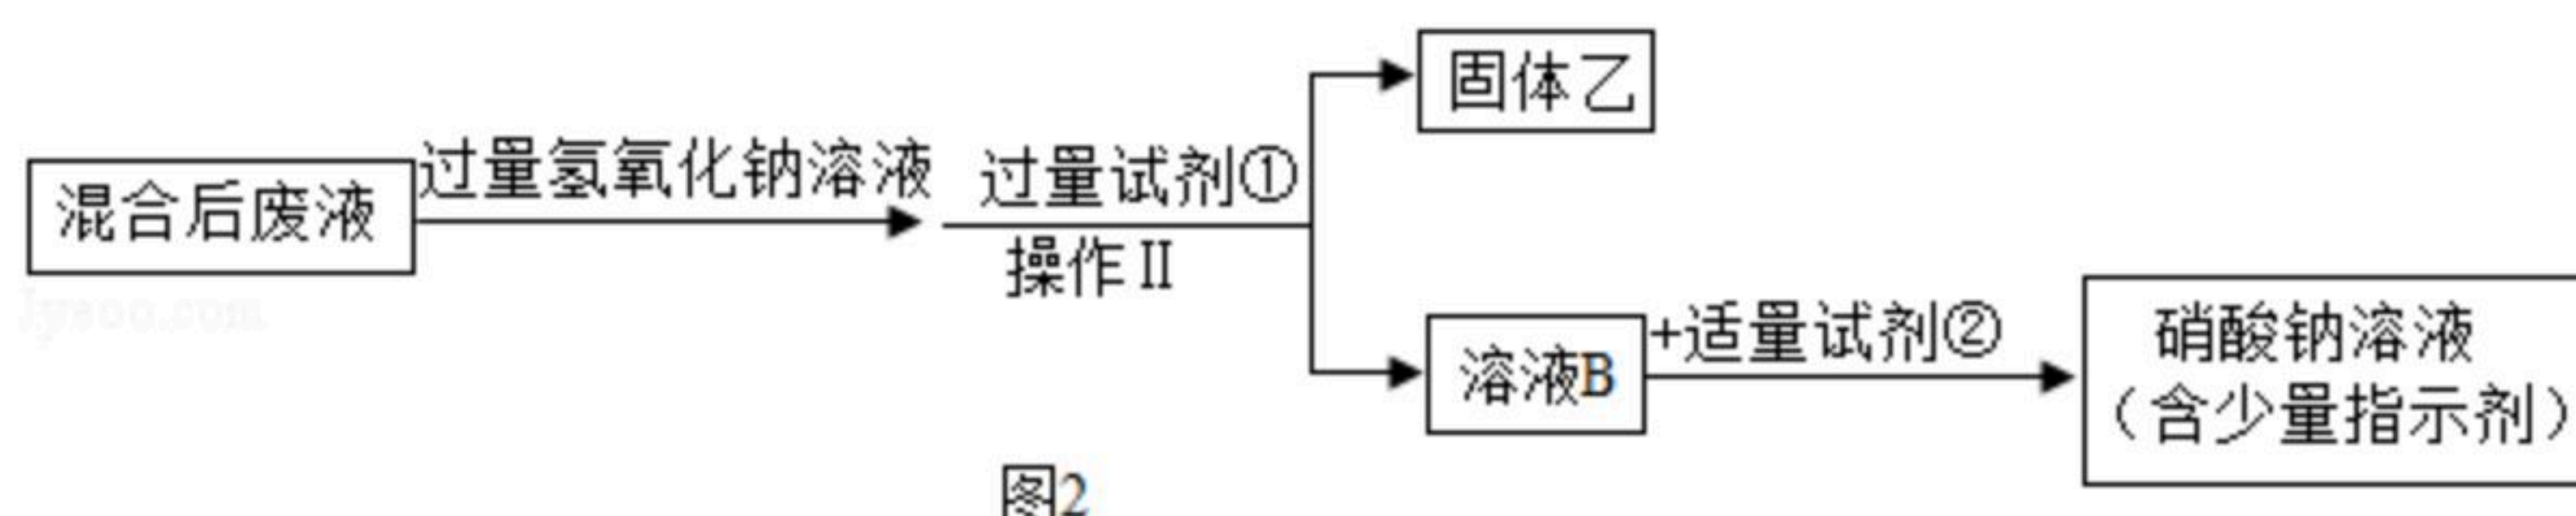 混合后废液
过量氢氧化钠溶液
过量试剂①
操作Ⅱ
固体乙
溶液B
+适量试剂②
硝酸钠溶液
（含少量指示剂）
图2